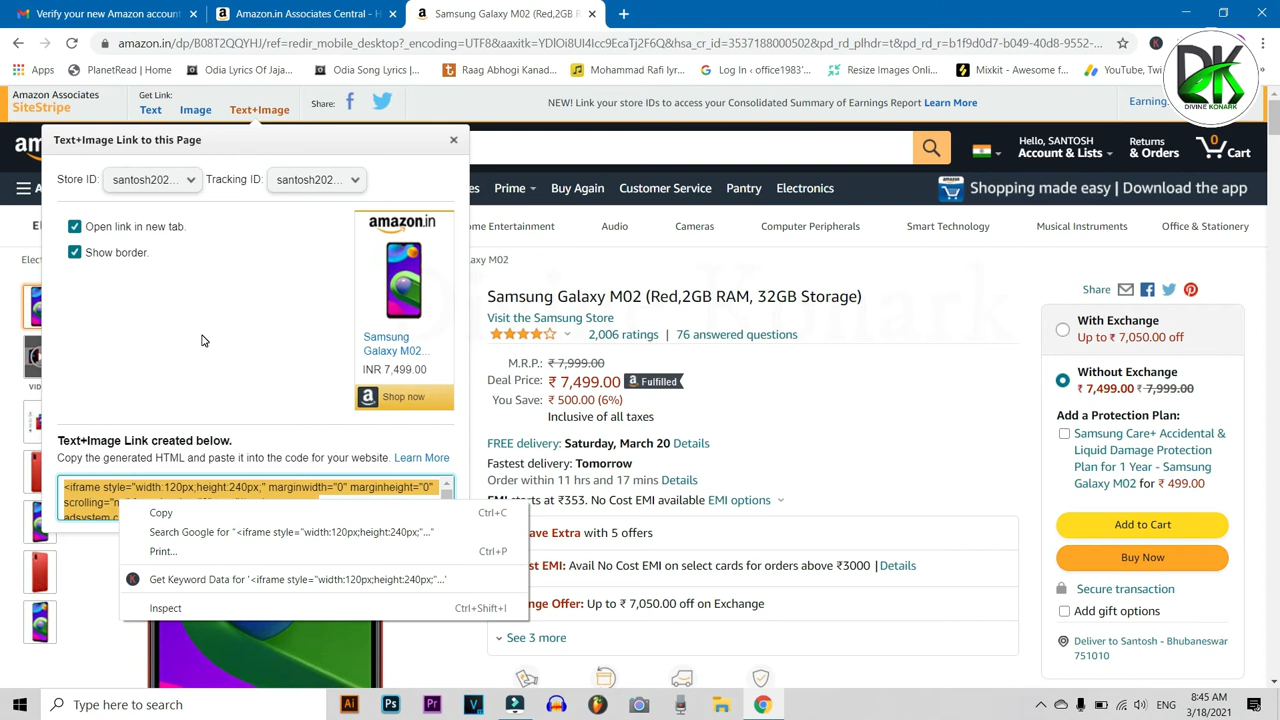 Verify your account
Amazon.in Associates Central -
Samsung Galaxy M02 (Red,2GB R
amazon.in/dp/B08T2QQYHJ/ref=redir_mobile_desktop?_encoding=UTF8&aaxitk=YDlOi8UI4Icc9EcaTj2F6Q&hsa_cr_id=3537188000502&pd_rd_plhdr=t&pd_rd_r=b1f9d0d7-b049-40d8-9552-...
Apps
PlanetRead | Home
Odia Lyrics Of Jaja...
Odia Song Lyrics |...
Raag Abhogi Kanad...
Mohammad Rafi lyr...
Log In ‹ office1983'...
Resize Images Onli...
Mixkit - Awesome f...
YouTube, Twi
DK
DIVINE KONARK
Amazon Associates
SiteStripe
Get Link:
Text
Image
Text+Image
Share:
NEW! Link your store IDs to access your Consolidated Summary of Earnings Report Learn More
Earning
Text+Image Link to this Page
Hello, SANTOSH
Account & Lists
Returns
& Orders
0
Cart
Store ID:
santosh202...
Tracking ID:
santosh202...
Prime
Buy Again
Customer Service
Pantry
Electronics
Shopping made easy | Download the app
Open link in new tab.
Show border.
amazon.in
Samsung
Galaxy M02...
INR 7,499.00
Shop now
ome Entertainment
Audio
Cameras
Computer Peripherals
Smart Technology
Musical Instruments
Office & Stationery
Elect
axy M02
Samsung Galaxy M02 (Red,2GB RAM, 32GB Storage)
Visit the Samsung Store
2,006 ratings | 76 answered questions
M.R.P.: ₹ 7,999.00
Deal Price: ₹ 7,499.00 Fulfilled
You Save: ₹ 500.00 (6%)
Inclusive of all taxes
FREE delivery: Saturday, March 20 Details
Fastest delivery: Tomorrow
Order within 11 hrs and 17 mins Details
EMI starts at ₹353. No Cost EMI available EMI options
ave Extra with 5 offers
ost EMI: Avail No Cost EMI on select cards for orders above ₹3000 | Details
nge Offer: Up to ₹ 7,050.00 off on Exchange
See 3 more
Share
With Exchange
Up to ₹ 7,050.00 off
Without Exchange
₹ 7,499.00 ₹ 7,999.00
Add a Protection Plan:
Samsung Care+ Accidental &
Liquid Damage Protection
Plan for 1 Year - Samsung
Galaxy M02 for ₹ 499.00
Add to Cart
Buy Now
Secure transaction
Add gift options
Deliver to Santosh - Bhubaneswar
751010
Text+Image Link created below.
Copy the generated HTML and paste it into the code for your website. Learn More
<iframe style="width:120px;height:240px;" marginwidth="0" marginheight="0"
VID
Copy Ctrl+C
Search Google for "<iframe style="width:120px;height:240px;"..."
Print... Ctrl+P
Get Keyword Data for '<iframe style="width:120px;height:240px;"...'
Inspect Ctrl+Shift+I
Type here to search
Ai
Ps
Pr
ENG
8:45 AM
3/18/2021